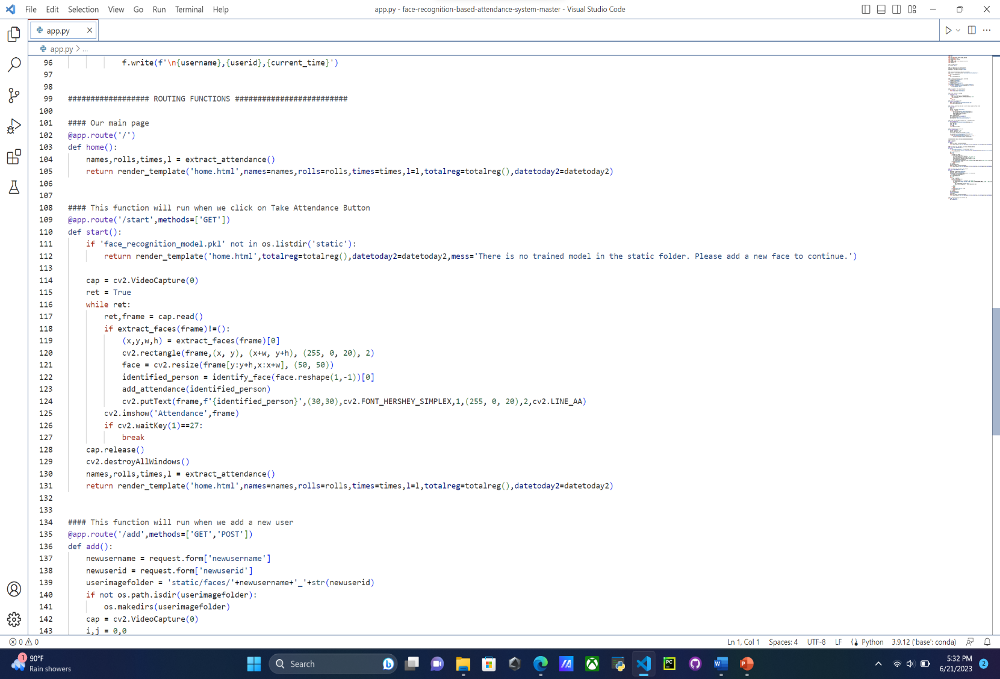 File Edit Selection View Go Run Terminal Help
app.py - face-recognition-based-attendance-system-master - Visual Studio Code
app.py
app.py > ...
96             f.write(f'\n{username},{userid},{current_time}')
97
98
99 ################## ROUTING FUNCTIONS #########################
100
101 #### Our main page
102 @app.route('/')
103 def home():
104     names,rolls,times,l = extract_attendance()
105     return render_template('home.html',names=names,rolls=rolls,times=times,l=l,totalreg=totalreg(),datetoday2=datetoday2)
106
107
108 #### This function will run when we click on Take Attendance Button
109 @app.route('/start',methods=['GET'])
110 def start():
111     if 'face_recognition_model.pkl' not in os.listdir('static'):
112         return render_template('home.html',totalreg=totalreg(),datetoday2=datetoday2,mess='There is no trained model in the static folder. Please add a new face to continue.')
113
114     cap = cv2.VideoCapture(0)
115     ret = True
116     while ret:
117         ret,frame = cap.read()
118         if extract_faces(frame)!=():
119             (x,y,w,h) = extract_faces(frame)[0]
120             cv2.rectangle(frame,(x, y), (x+w, y+h), (255, 0, 20), 2)
121             face = cv2.resize(frame[y:y+h,x:x+w], (50, 50))
122             identified_person = identify_face(face.reshape(1,-1))[0]
123             add_attendance(identified_person)
124             cv2.putText(frame,f'{identified_person}',(30,30),cv2.FONT_HERSHEY_SIMPLEX,1,(255, 0, 20),2,cv2.LINE_AA)
125         cv2.imshow('Attendance',frame)
126         if cv2.waitKey(1)==27:
127             break
128     cap.release()
129     cv2.destroyAllWindows()
130     names,rolls,times,l = extract_attendance()
131     return render_template('home.html',names=names,rolls=rolls,times=times,l=l,totalreg=totalreg(),datetoday2=datetoday2)
132
133
134 #### This function will run when we add a new user
135 @app.route('/add',methods=['GET','POST'])
136 def add():
137     newusername = request.form['newusername']
138     newuserid = request.form['newuserid']
139     userimagefolder = 'static/faces/'+newusername+'_'+str(newuserid)
140     if not os.path.isdir(userimagefolder):
141         os.makedirs(userimagefolder)
142     cap = cv2.VideoCapture(0)
143     i,j = 0,0
0 0 Ln 1, Col 1 Spaces: 4 UTF-8 LF Python 3.9.12 ('base': conda)
1 90°F
Rain showers
Search
PC
W
P
5:32 PM
6/21/2023
2